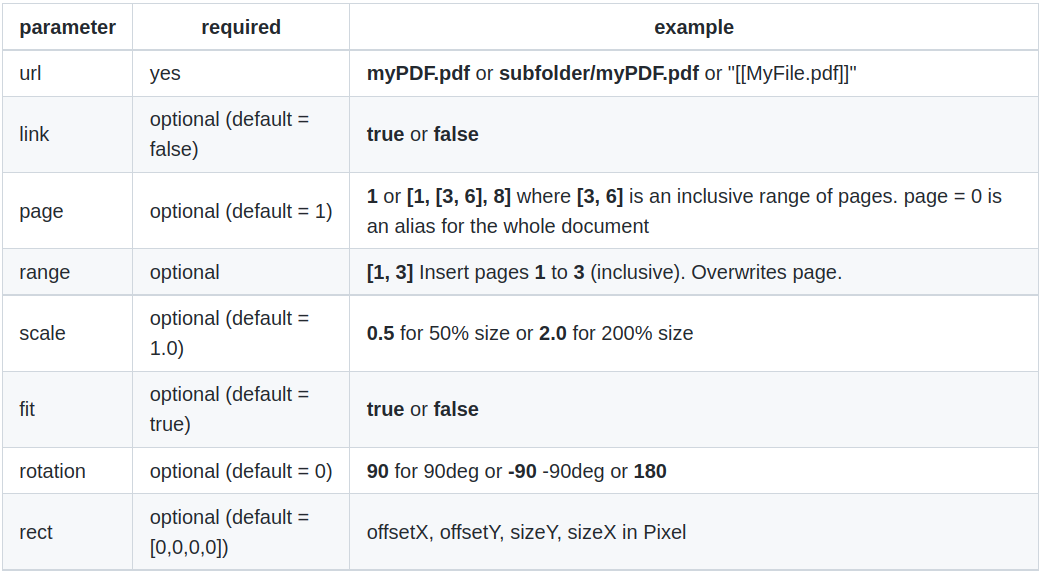 parameter required example
url yes myPDF.pdf or subfolder/myPDF.pdf or "[[MyFile.pdf]]"
link optional (default = false) true or false
page optional (default = 1) 1 or [1, [3, 6], 8] where [3, 6] is an inclusive range of pages. page = 0 is
an alias for the whole document
range optional [1, 3] Insert pages 1 to 3 (inclusive). Overwrites page.
scale optional (default = 1.0) 0.5 for 50% size or 2.0 for 200% size
fit optional (default = true) true or false
rotation optional (default = 0) 90 for 90deg or -90 -90deg or 180
rect optional (default = [0,0,0,0]) offsetX, offsetY, sizeY, sizeX in Pixel